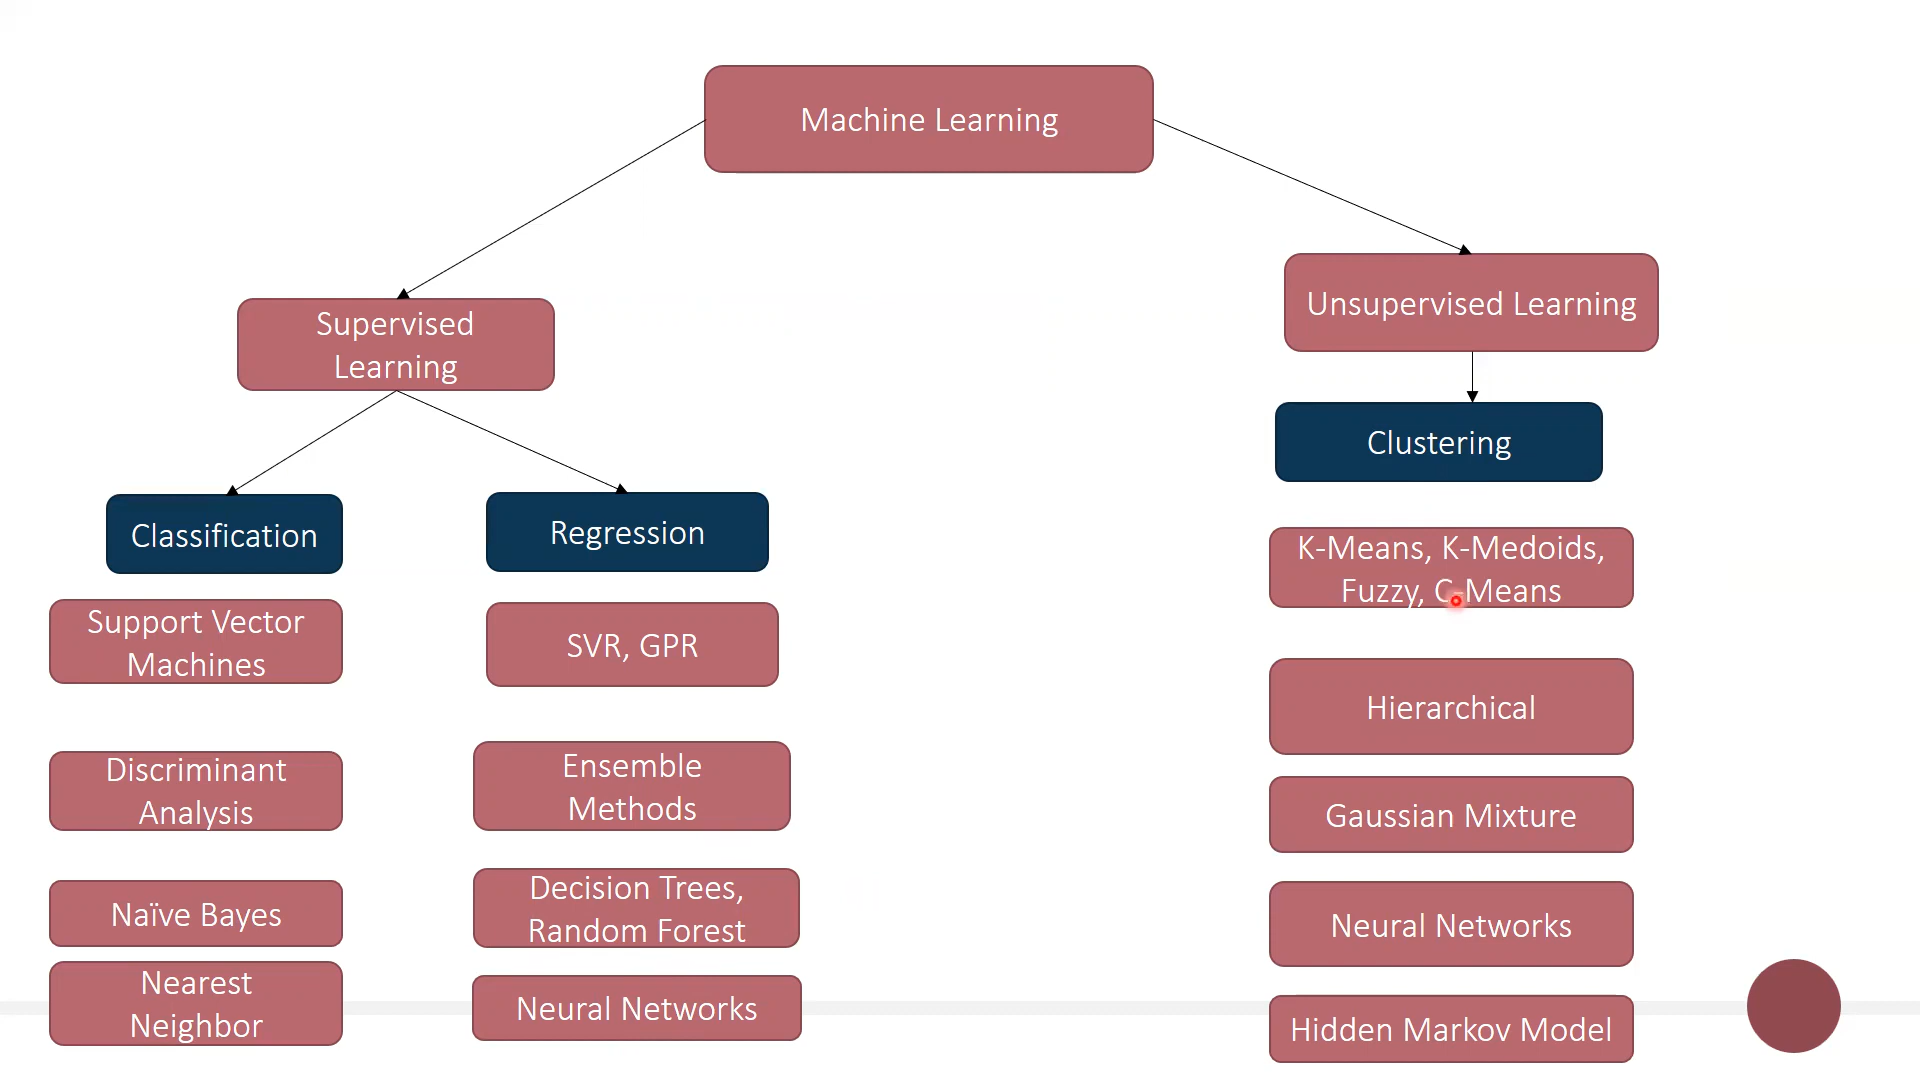 Machine Learning
Supervised
Learning
Unsupervised Learning
Classification
Regression
Clustering
Support Vector
Machines
Discriminant
Analysis
Naïve Bayes
Nearest
Neighbor
SVR, GPR
Ensemble
Methods
Decision Trees,
Random Forest
Neural Networks
K-Means, K-Medoids,
Fuzzy, C-Means
Hierarchical
Gaussian Mixture
Neural Networks
Hidden Markov Model